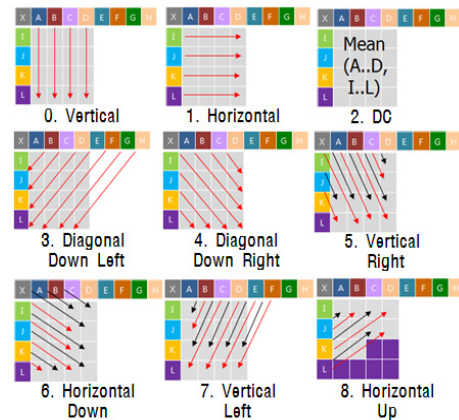 X A B C D E F G H X A B C D E F G H X A B C D E F G H
I I I
J J J
K K K
L L L
Mean
(A..D,
I..L)
0. Vertical 1. Horizontal 2. DC
X A B C D E F G H X A B C D E F G H X A B C D E F G H
I I I
J J J
K K K
L L L
3. Diagonal 4. Diagonal 5. Vertical
Down Left Down Right Right
X A B C D E F G H X A B C D E F G H X A B C D E F G H
I I I
J J J
K K K
L L L
6. Horizontal 7. Vertical 8. Horizontal
Down Left Up